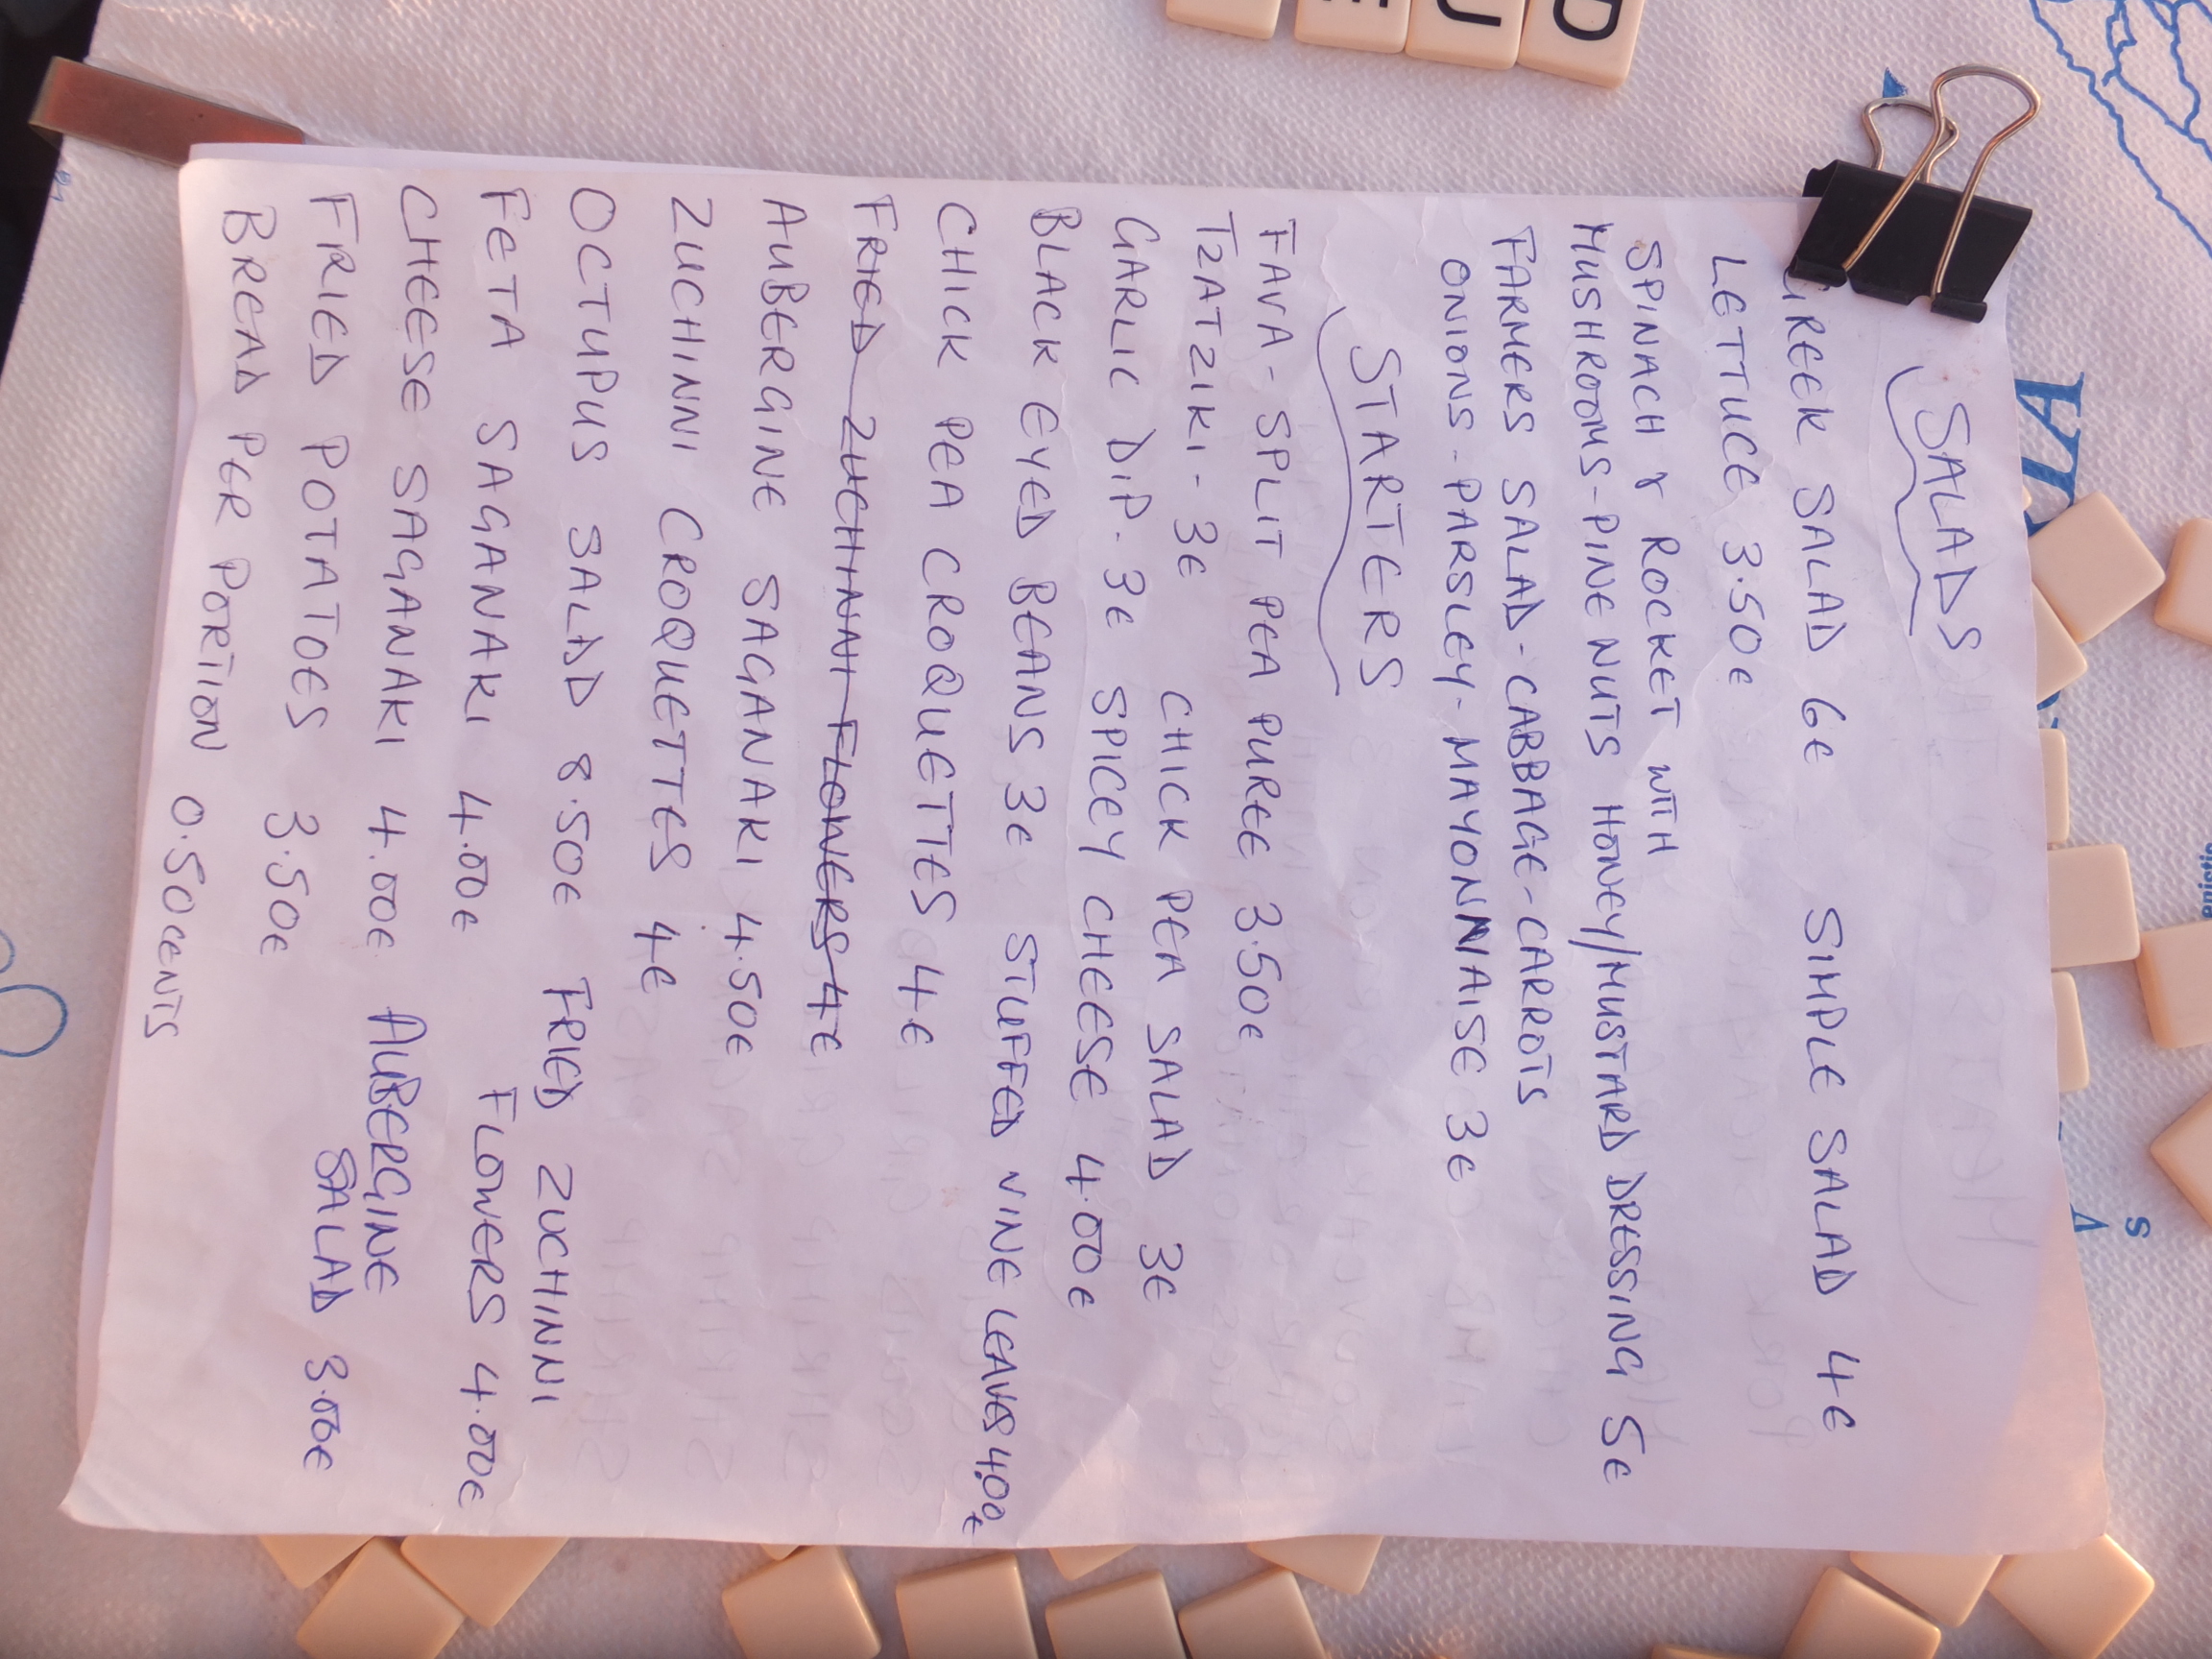 SALADS
GREEK SALAD 6€ SIMPLE SALAD 4€
LETTUCE 3.50€
SPINACH & ROCKET WITH
MUSHROOMS-PINE NUTS HONEY/MUSTARD DRESSING 5€
FARMERS SALAD-CABBAGE-CARROTS
ONIONS-PARSLEY-MAYONNAISE 3€
STARTERS
FAVA-SPLIT PEA PUREE 3.50€
TZATZIKI-3€ CHICK PEA SALAD 3€
GARLIC DIP-3€ SPICEY CHEESE 4.00€
BLACK EYED BEANS 3€ STUFFED VINE LEAVES 4.00€
CHICK PEA CROQUETTES 4€
FRIED ZUCHINNI FLOWERS 4€
AUBERGINE SAGANAKI 4.50€
ZUCHINNI CROQUETTES 4€
OCTUPUS SALAD 8.50€ FRIED ZUCHINNI
FLOWERS 4.00€
FETA SAGANAKI 4.00€
CHEESE SAGANAKI 4.00€ AUBERGINE
SALAD 3.00€
FRIED POTATOES 3.50€
BREAD PER PORTION 0.50CENTS
D
U
E